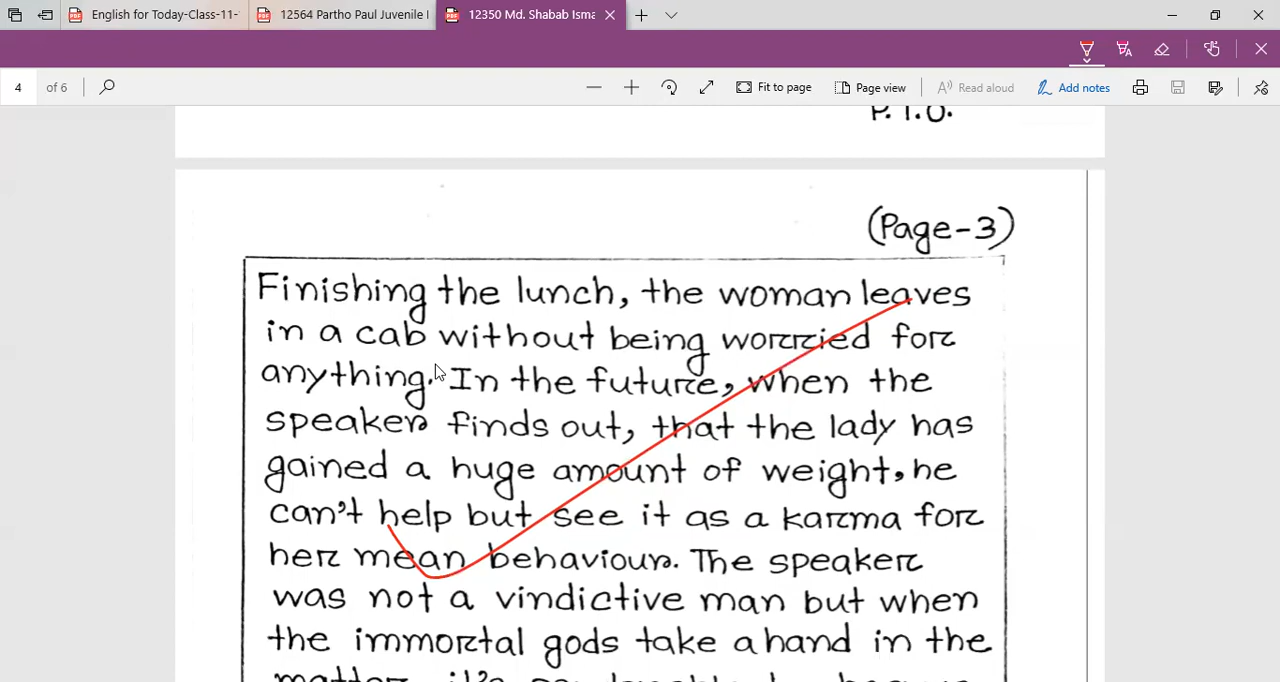 English for Today-Class-11-
12564 Partho Paul Juvenile I
12350 Md. Shabab Isma
4 of 6
Fit to page
Page view
Read aloud
Add notes
P.T.O.
(Page-3)
Finishing the lunch, the woman leaves
in a cab without being worried for
anything. In the future, when the
speaker finds out, that the lady has
gained a huge amount of weight, he
can't help but see it as a karma for
her mean behaviour. The speaker
was not a vindictive man but when
the immortal gods take a hand in the
matter, it's